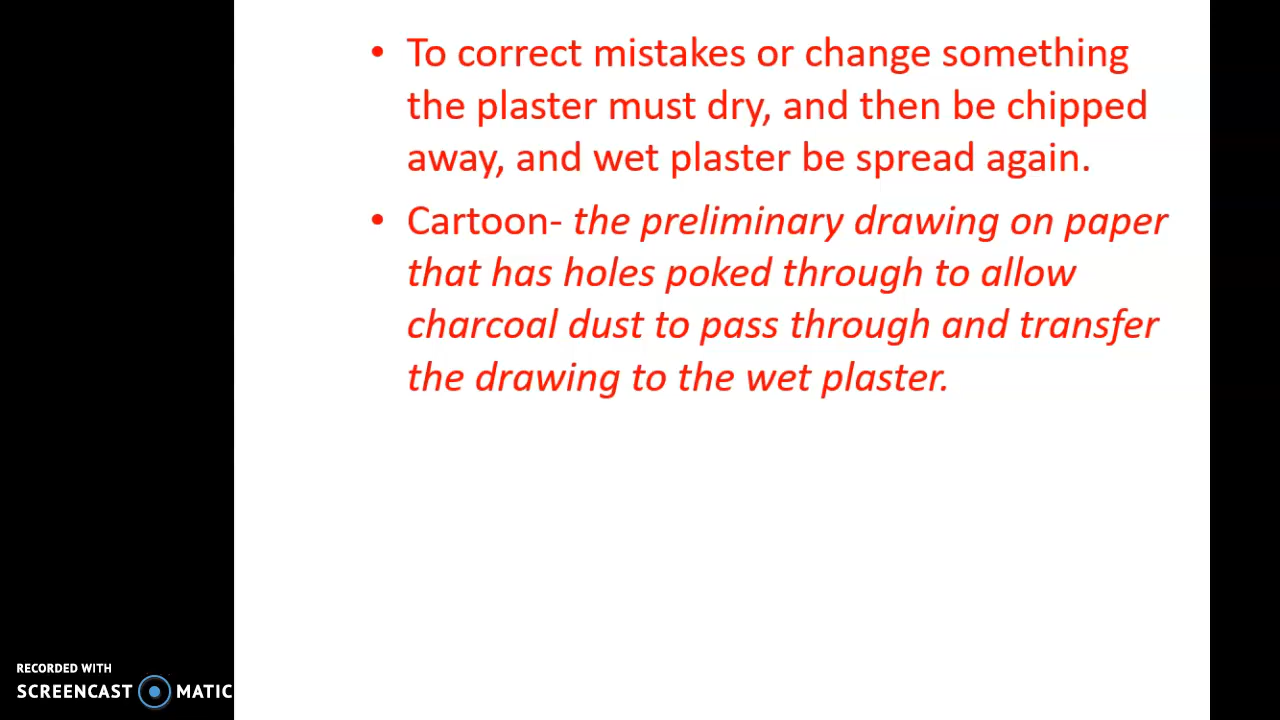 • To correct mistakes or change something
the plaster must dry, and then be chipped
away, and wet plaster be spread again.
• Cartoon- the preliminary drawing on paper
that has holes poked through to allow
charcoal dust to pass through and transfer
the drawing to the wet plaster.
RECORDED WITH
SCREENCAST MATIC